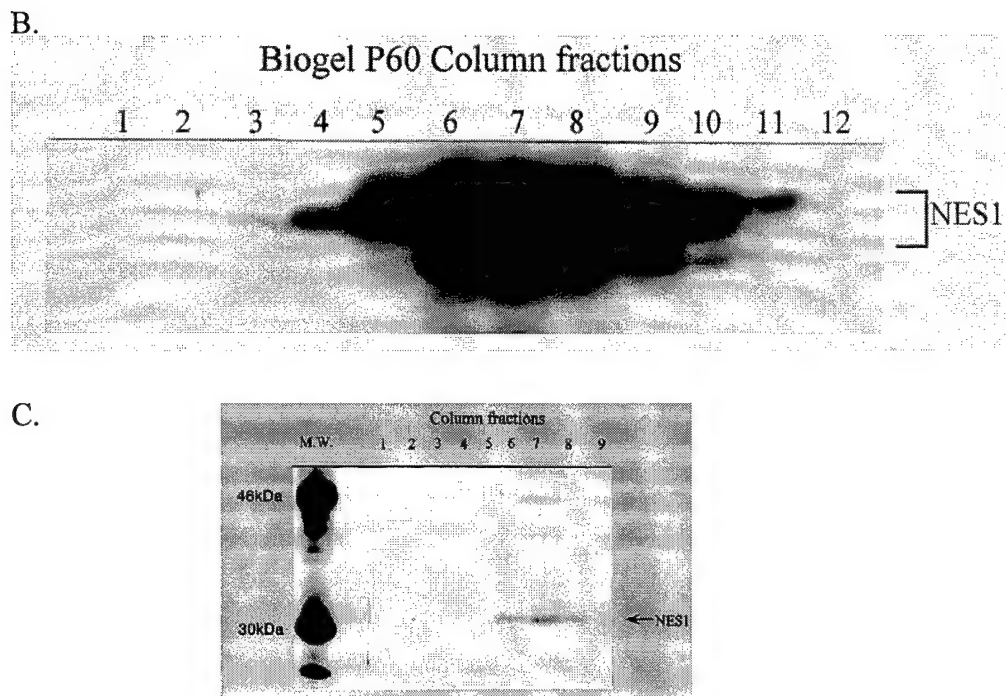 B.
Biogel P60 Column fractions
1 2 3 4 5 6 7 8 9 10 11 12
NES1
C.
Column fractions
M.W. 1 2 3 4 5 6 7 8 9
46kDa
30kDa
NES1